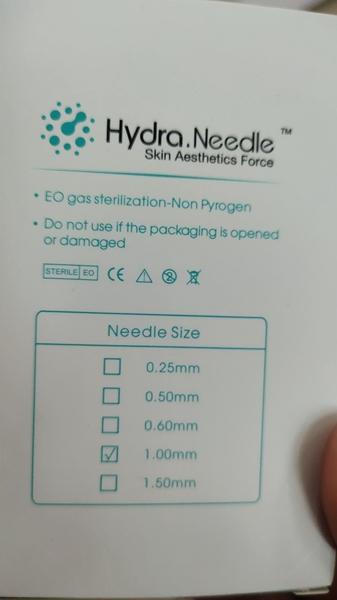 Hydra.Needle™
Skin Aesthetics Force
• EO gas sterilization-Non Pyrogen
• Do not use if the packaging is opened
or damaged
STERILE EO CE
Needle Size
0.25mm
0.50mm
0.60mm
1.00mm
1.50mm